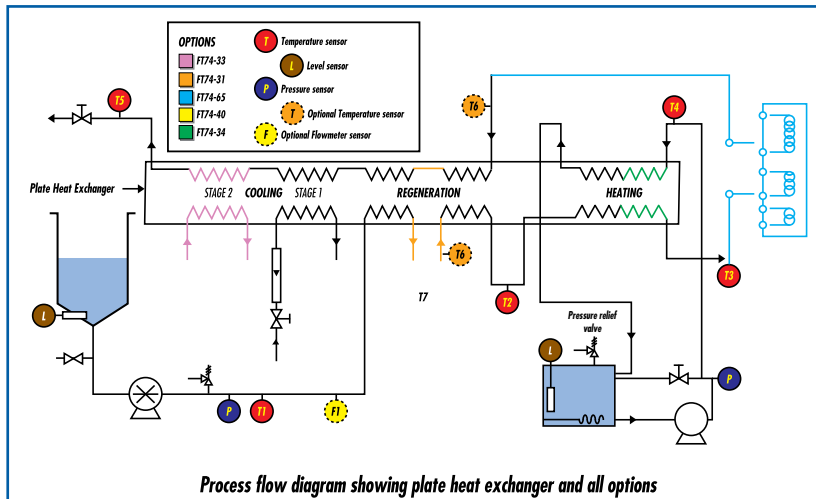 OPTIONS
FT74-33
FT74-31
FT74-65
FT74-40
FT74-34
T Temperature sensor
L Level sensor
P Pressure sensor
T Optional Temperature sensor
F Optional Flowmeter sensor
T5
T6
T4
Plate Heat Exchanger
STAGE 2 COOLING STAGE 1 REGENERATION HEATING
T6
T3
T7
T2
L
Pressure relief
valve
L
P
P
T1
F1
Process flow diagram showing plate heat exchanger and all options